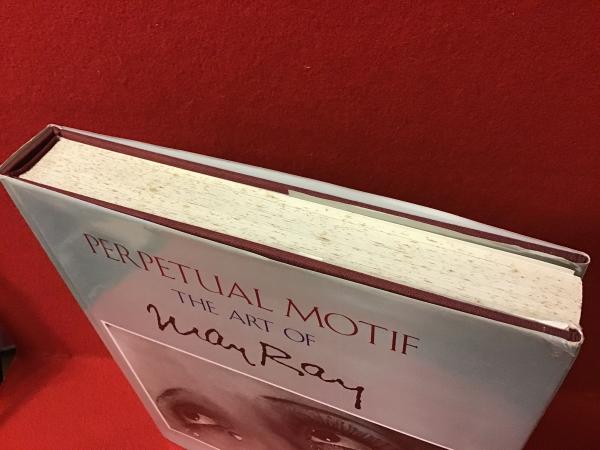 PERPETUAL MOTIF
THE ART OF
Man Ray